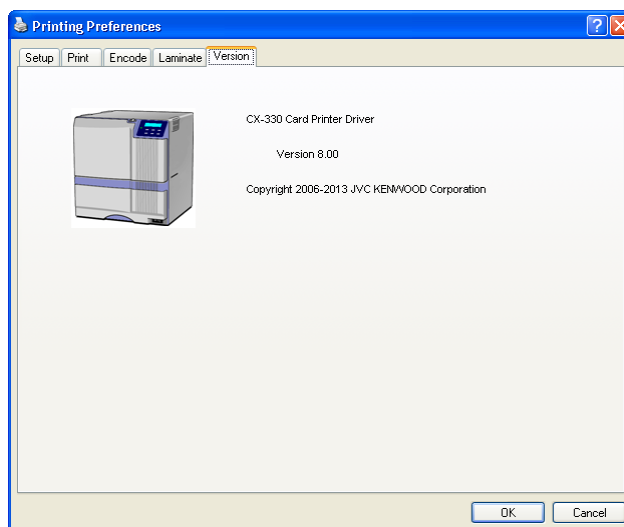 Printing Preferences
Setup Print Encode Laminate Version
CX-330 Card Printer Driver
Version 8.00
Copyright 2006-2013 JVC KENWOOD Corporation
OK Cancel